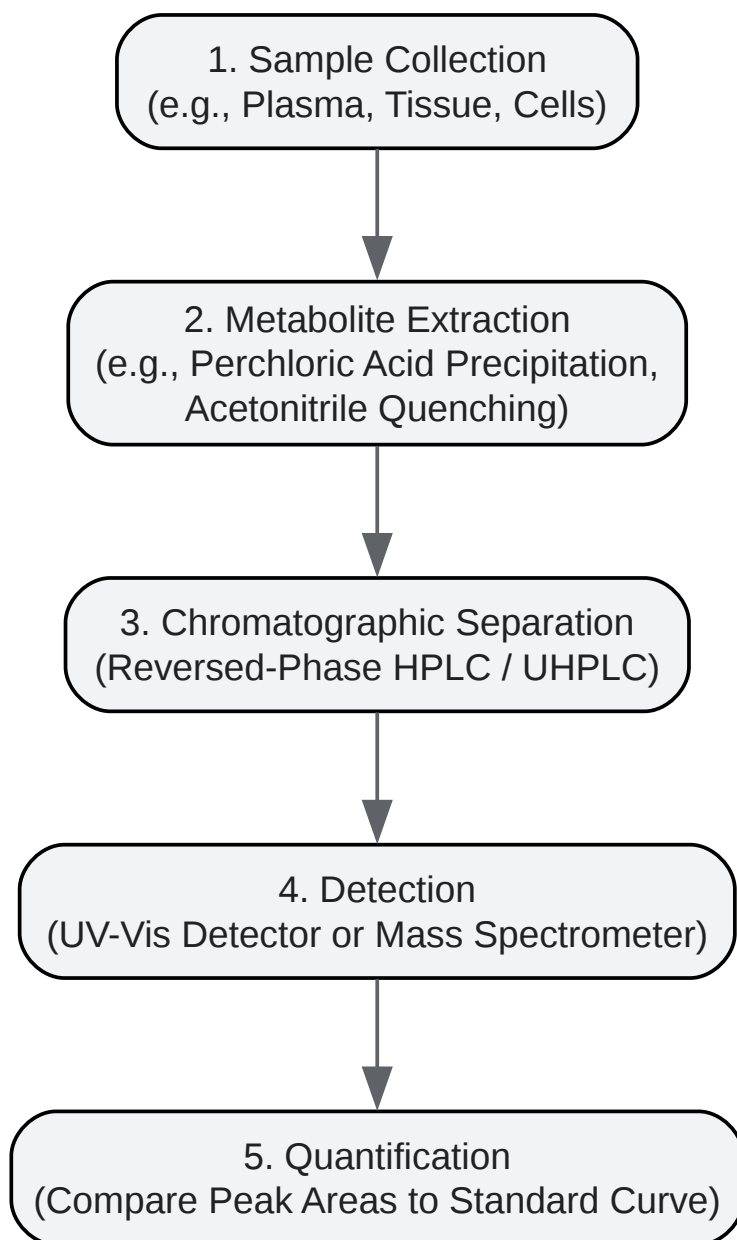 1. Sample Collection
(e.g., Plasma, Tissue, Cells)
2. Metabolite Extraction
(e.g., Perchloric Acid Precipitation,
Acetonitrile Quenching)
3. Chromatographic Separation
(Reversed-Phase HPLC / UHPLC)
4. Detection
(UV-Vis Detector or Mass Spectrometer)
5. Quantification
(Compare Peak Areas to Standard Curve)